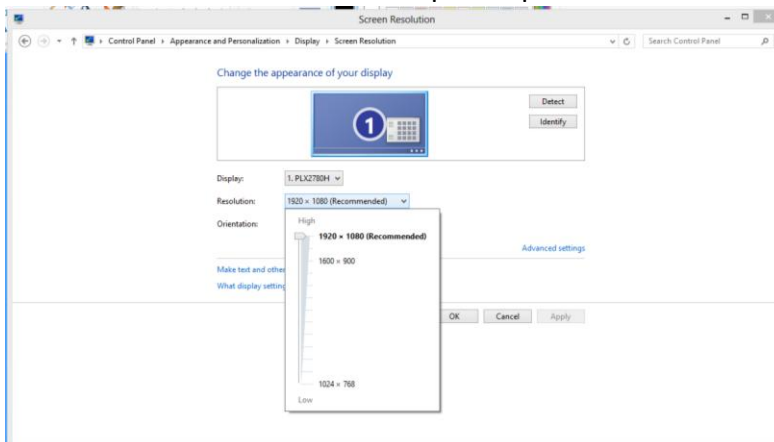 Screen Resolution
Control Panel › Appearance and Personalization › Display › Screen Resolution
Search Control Panel
Change the appearance of your display
1
Detect
Identify
Display: 1. PLX2780H
Resolution: 1920 × 1080 (Recommended)
Orientation:
High
1920 × 1080 (Recommended)
1600 × 900
1024 × 768
Low
Advanced settings
Make text and other
What display setting
OK Cancel Apply